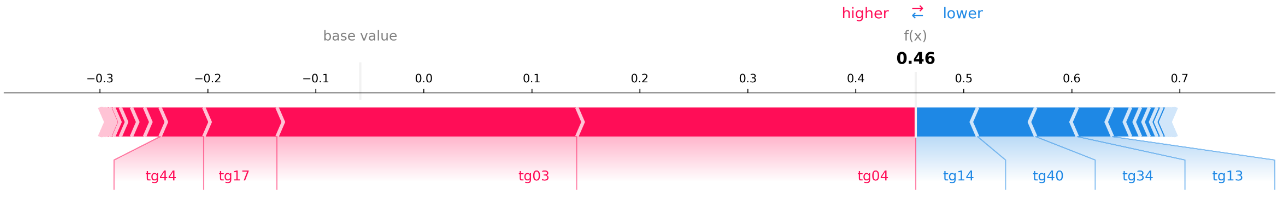 higher ⇄ lower
base value f(x)
0.46
−0.3 −0.2 −0.1 0.0 0.1 0.2 0.3 0.4 0.5 0.6 0.7
tg44 tg17 tg03 tg04 tg14 tg40 tg34 tg13